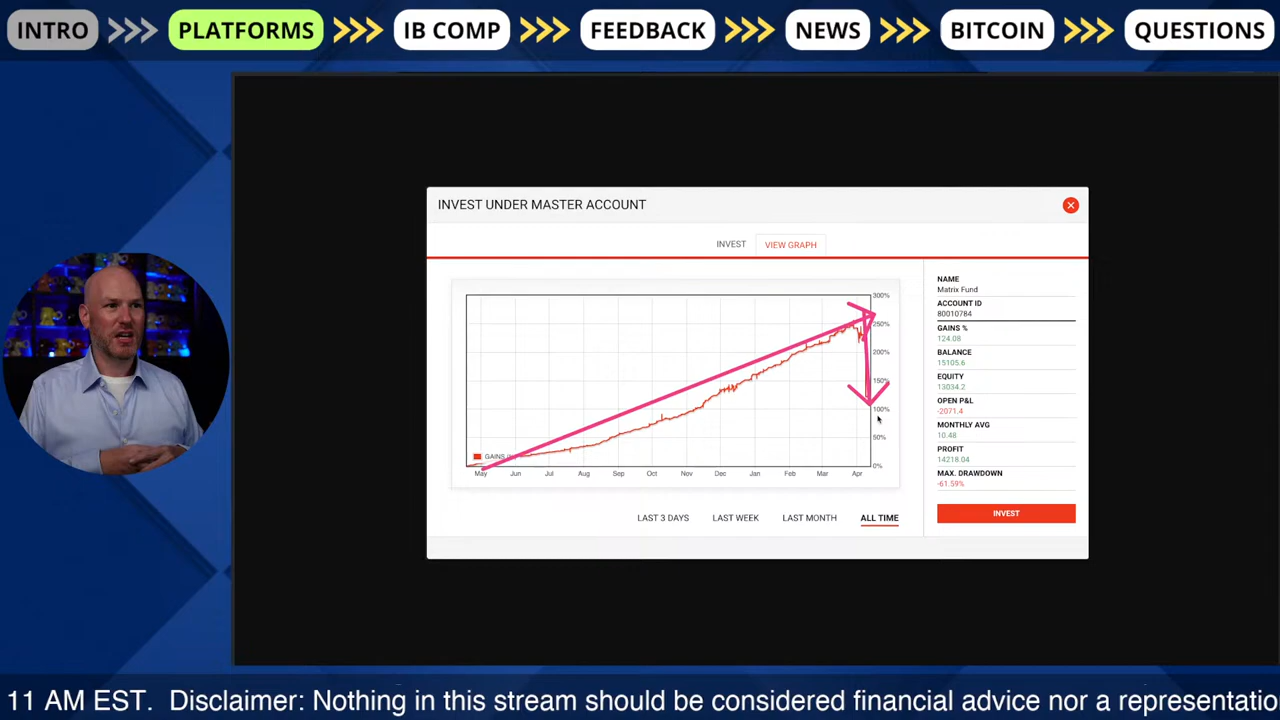 INTRO PLATFORMS IB COMP FEEDBACK NEWS BITCOIN QUESTIONS
INVEST UNDER MASTER ACCOUNT
INVEST VIEW GRAPH
300%
250%
200%
150%
100%
50%
0%
GAINS
May Jun Jul Aug Sep Oct Nov Dec Jan Feb Mar Apr
LAST 3 DAYS LAST WEEK LAST MONTH ALL TIME
NAME
Matrix Fund
ACCOUNT ID
80010784
GAINS %
124.08
BALANCE
15105.6
EQUITY
13034.2
OPEN P&L
-2071.4
MONTHLY AVG
10.48
PROFIT
14218.04
MAX. DRAWDOWN
-61.59%
INVEST
11 AM EST. Disclaimer: Nothing in this stream should be considered financial advice nor a representatio